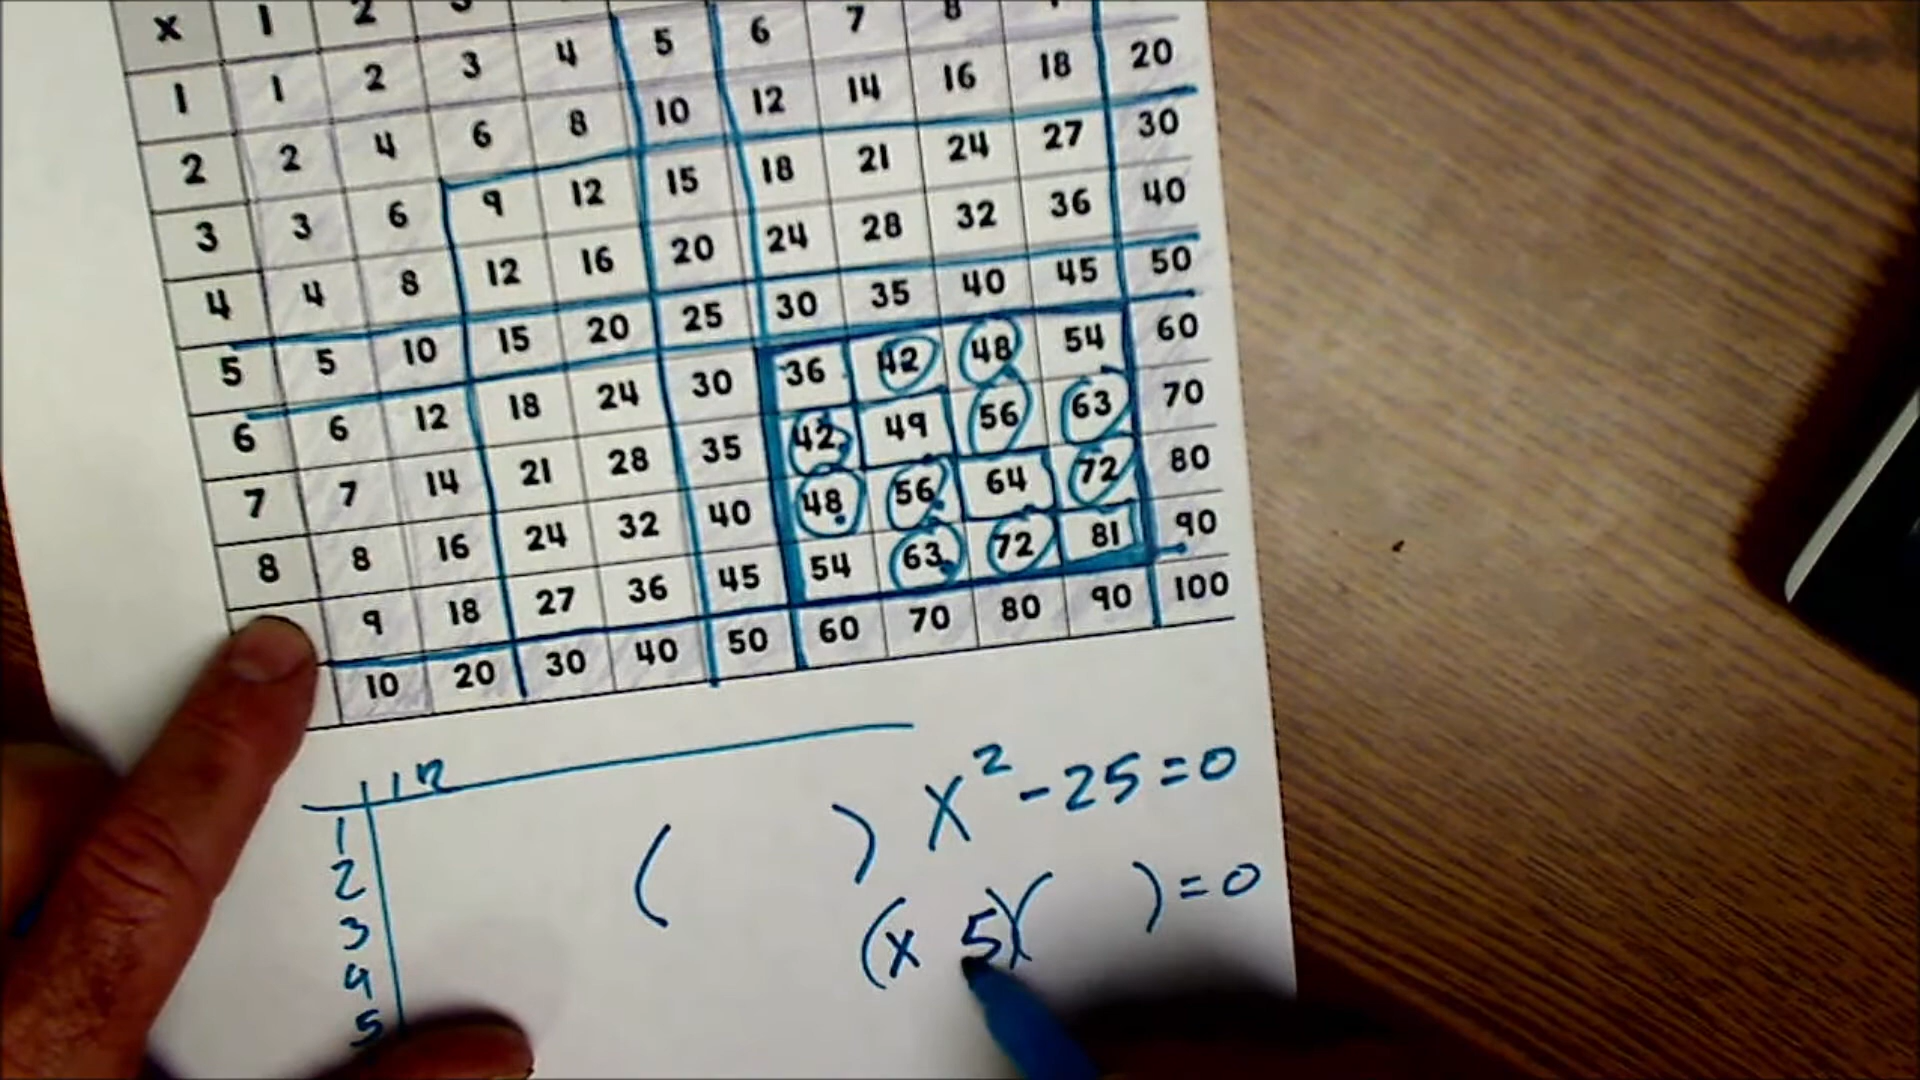 x 1 2 3 5 6 7 8
1 1 2 3 4 5 6 7 8
2 2 4 6 8 10 12 14 16 18 20
3 3 6 9 12 15 18 21 24 27 30
4 4 8 12 16 20 24 28 32 36 40
5 5 10 15 20 25 30 35 40 45 50
6 6 12 18 24 30 36 42 48 54 60
7 7 14 21 28 35 42 49 56 63 70
8 8 16 24 32 40 48 56 64 72 80
9 18 27 36 45 54 63 72 81 90
10 20 30 40 50 60 70 80 90 100
1
2
3
4
5
( )
x² - 25 = 0
(x 5)( ) = 0